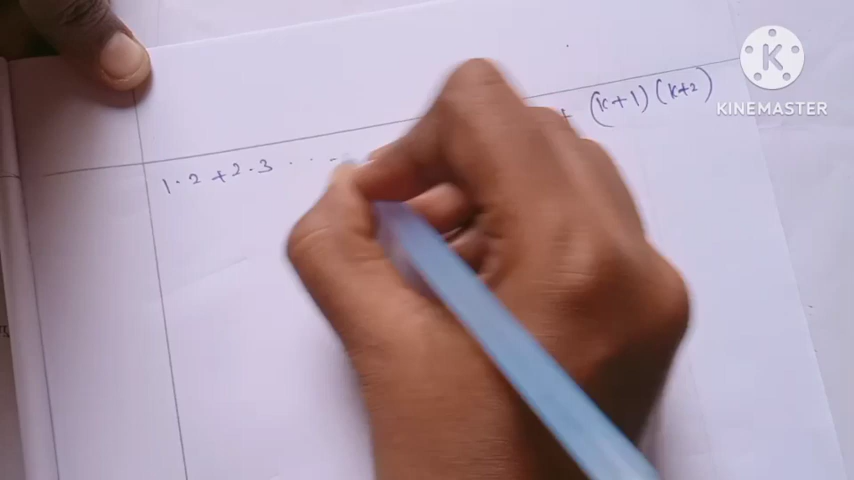 1·2 + 2·3 ..... + (k+1)(k+2)
KINEMASTER